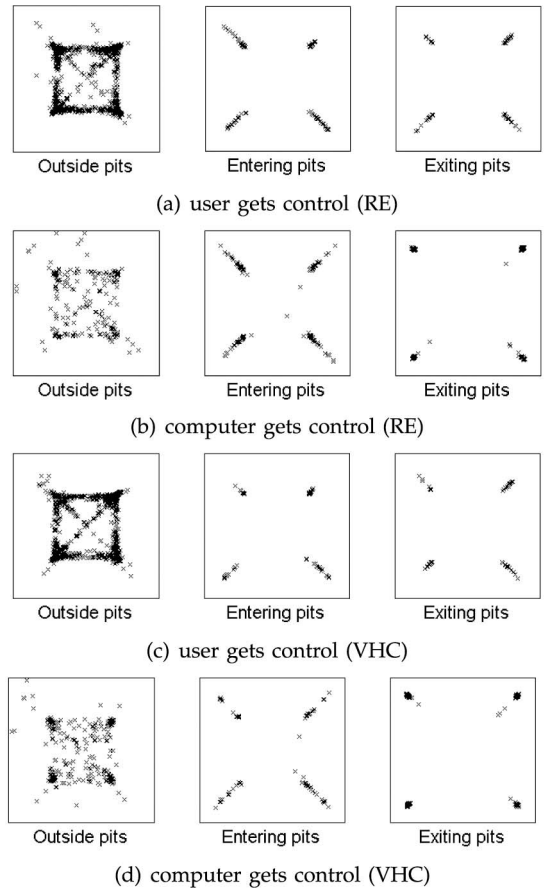 Outside pits Entering pits Exiting pits
(a) user gets control (RE)
Outside pits Entering pits Exiting pits
(b) computer gets control (RE)
Outside pits Entering pits Exiting pits
(c) user gets control (VHC)
Outside pits Entering pits Exiting pits
(d) computer gets control (VHC)